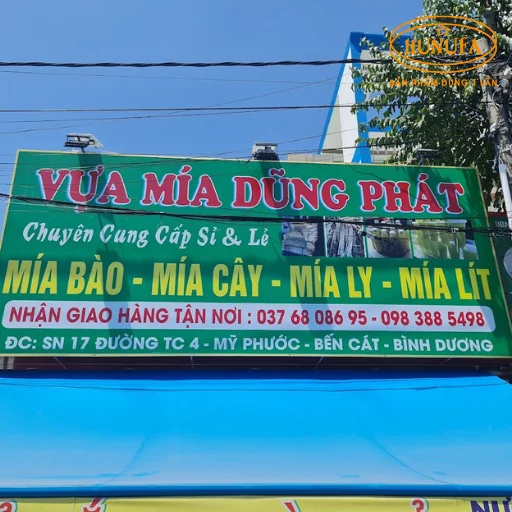 HUNUFA
VỰA MÍA DŨNG PHÁT
Chuyên Cung Cấp Sỉ & Lẻ
MÍA BÀO - MÍA CÂY - MÍA LY - MÍA LÍT
NHẬN GIAO HÀNG TẬN NƠI : 037 68 086 95 - 098 388 5498
ĐC: SN 17 ĐƯỜNG TC 4 - MỸ PHƯỚC - BẾN CÁT - BÌNH DƯƠNG